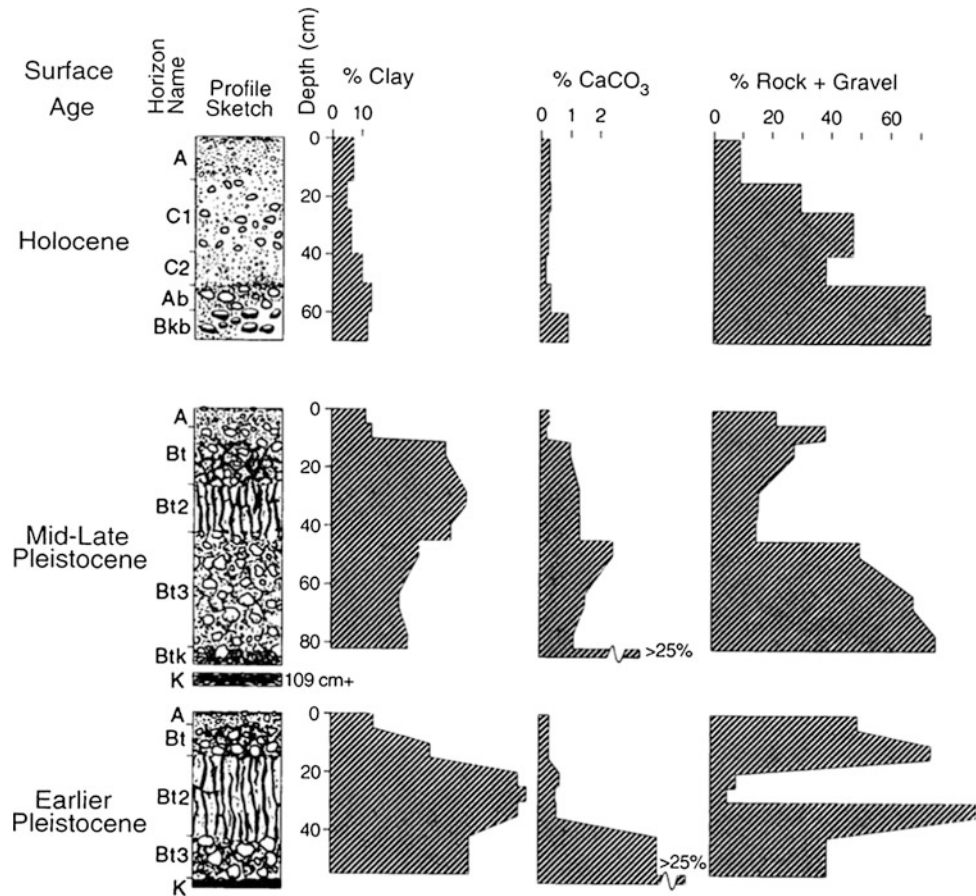 Surface
Age
Horizon
Name
Profile
Sketch
Depth (cm)
% Clay
0 10
% CaCO3
0 1 2
% Rock + Gravel
0 20 40 60
Holocene
A
C1
C2
Ab
Bkb
0
20
40
60
Mid-Late
Pleistocene
A
Bt
Bt2
Bt3
Btk
K
109 cm+
0
20
40
60
80
>25%
Earlier
Pleistocene
A
Bt
Bt2
Bt3
K
0
20
40
>25%